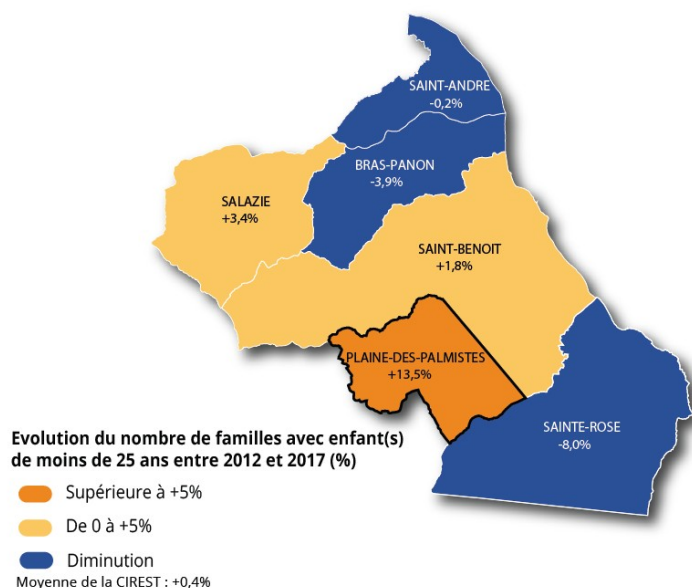 SAINT-ANDRE
-0,2%
BRAS-PANON
-3,9%
SALAZIE
+3,4%
SAINT-BENOIT
+1,8%
PLAINE-DES-PALMISTES
+13,5%
SAINTE-ROSE
-8,0%
Evolution du nombre de familles avec enfant(s)
de moins de 25 ans entre 2012 et 2017 (%)
Supérieure à +5%
De 0 à +5%
Diminution
Moyenne de la CIREST : +0,4%